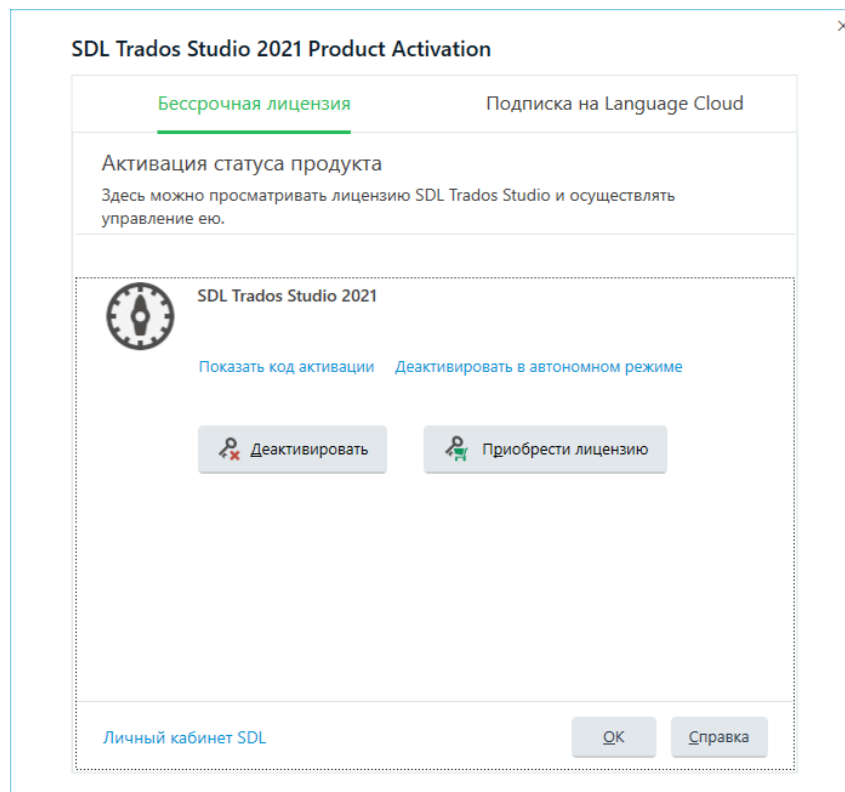 SDL Trados Studio 2021 Product Activation
Бессрочная лицензия
Подписка на Language Cloud
Активация статуса продукта
Здесь можно просматривать лицензию SDL Trados Studio и осуществлять
управление ею.
SDL Trados Studio 2021
Показать код активации
Деактивировать в автономном режиме
Деактивировать
Приобрести лицензию
Личный кабинет SDL
OK
Справка